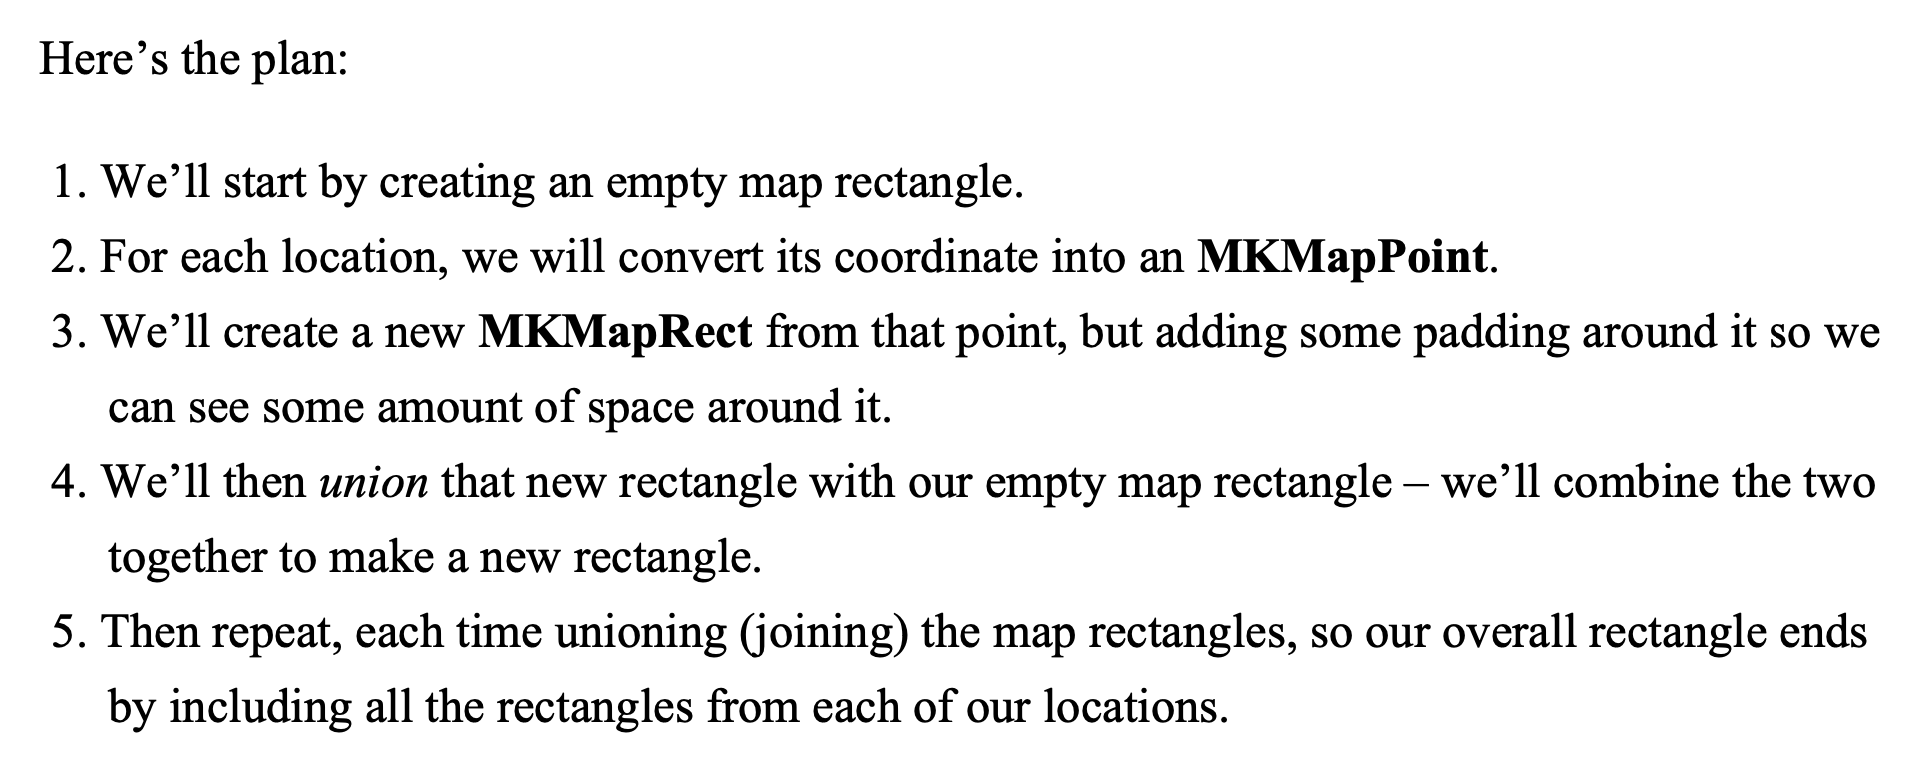 Here’s the plan:
1. We’ll start by creating an empty map rectangle.
2. For each location, we will convert its coordinate into an MKMapPoint.
3. We’ll create a new MKMapRect from that point, but adding some padding around it so we
can see some amount of space around it.
4. We’ll then union that new rectangle with our empty map rectangle – we’ll combine the two
together to make a new rectangle.
5. Then repeat, each time unioning (joining) the map rectangles, so our overall rectangle ends
by including all the rectangles from each of our locations.